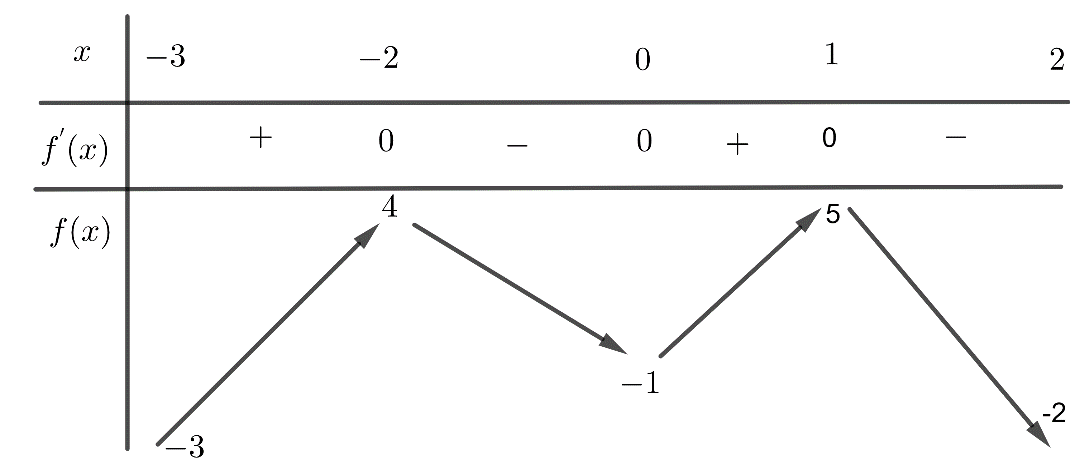 x −3 −2 0 1 2
f′(x) + 0 − 0 + 0 −
4 5
f(x)
−1
−3 -2